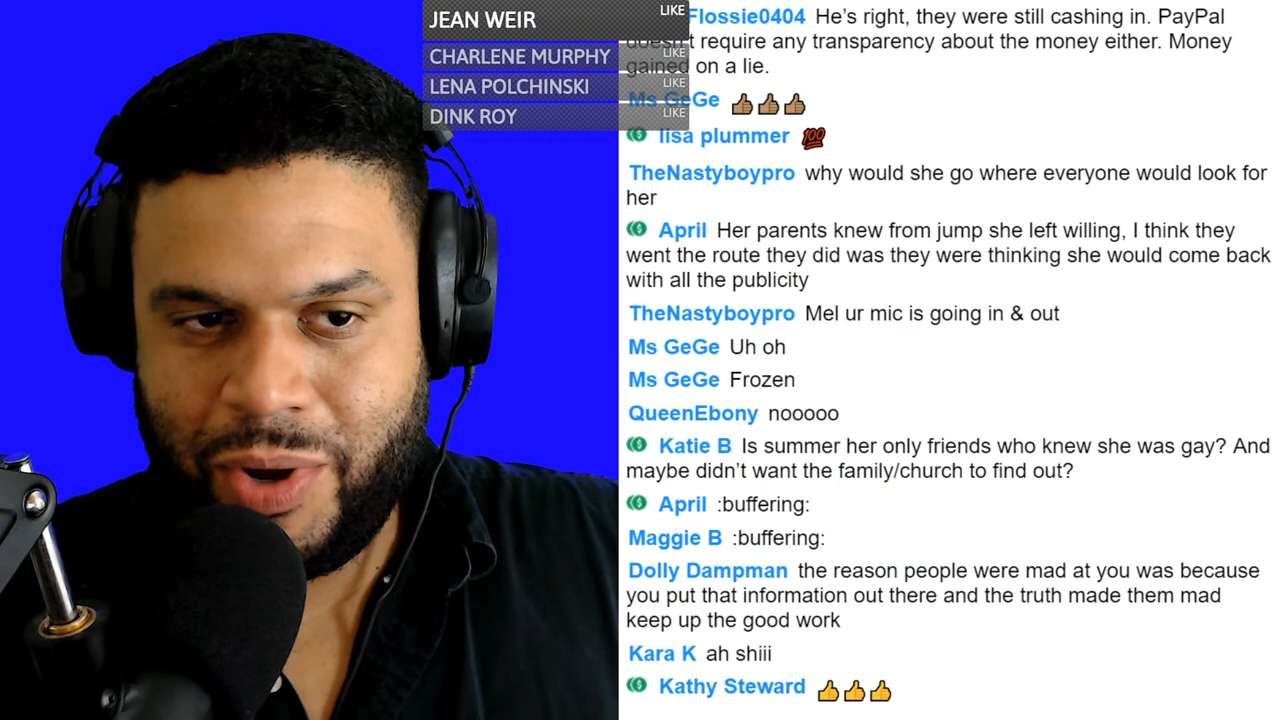 JEAN WEIR LIKE
CHARLENE MURPHY LIKE
LENA POLCHINSKI LIKE
DINK ROY LIKE
Flossie0404 He's right, they were still cashing in. PayPal
doesn't require any transparency about the money either. Money
gained on a lie.
Ms GeGe 👍🏽👍🏽👍🏽
lisa plummer 💯
TheNastyboypro why would she go where everyone would look for
her
April Her parents knew from jump she left willing, I think they
went the route they did was they were thinking she would come back
with all the publicity
TheNastyboypro Mel ur mic is going in & out
Ms GeGe Uh oh
Ms GeGe Frozen
QueenEbony nooooo
Katie B Is summer her only friends who knew she was gay? And
maybe didn't want the family/church to find out?
April :buffering:
Maggie B :buffering:
Dolly Dampman the reason people were mad at you was because
you put that information out there and the truth made them mad
keep up the good work
Kara K ah shiii
Kathy Steward 👍👍👍